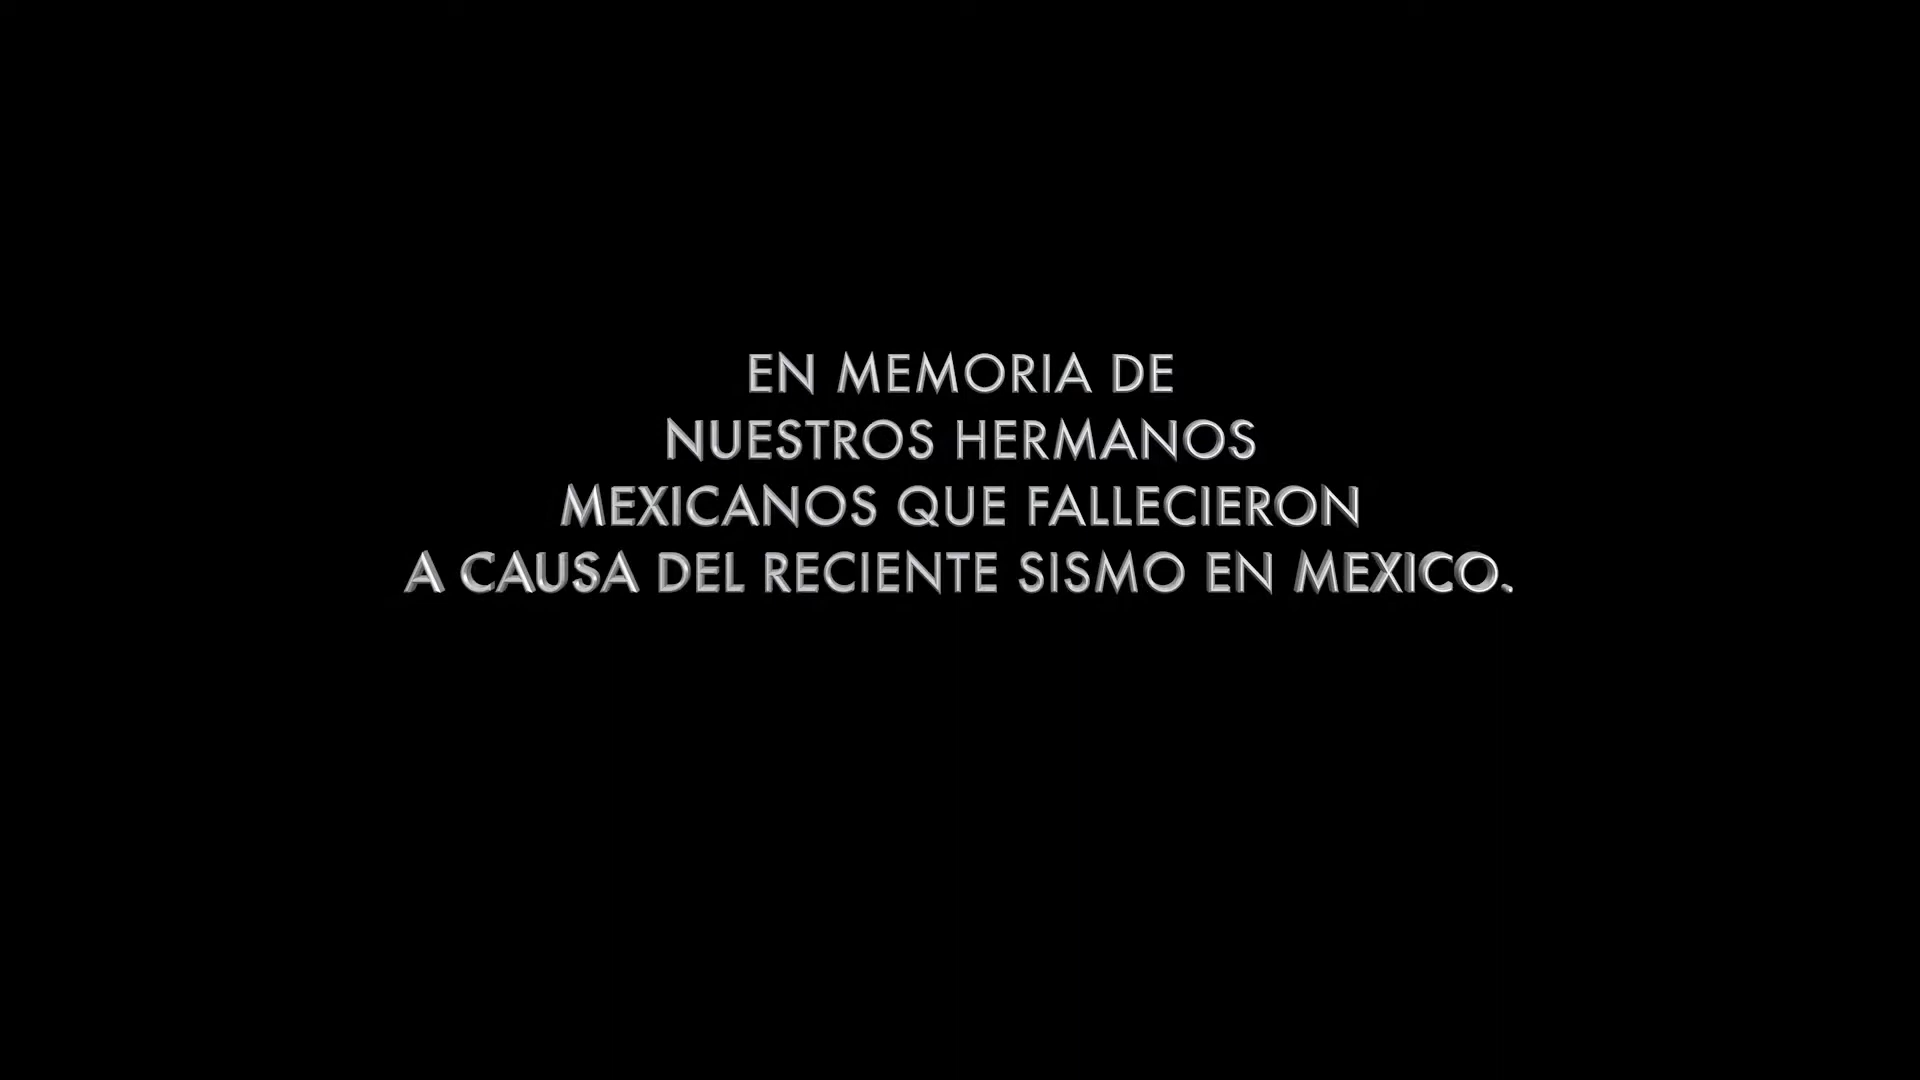 EN MEMORIA DE
NUESTROS HERMANOS
MEXICANOS QUE FALLECIERON
A CAUSA DEL RECIENTE SISMO EN MEXICO.